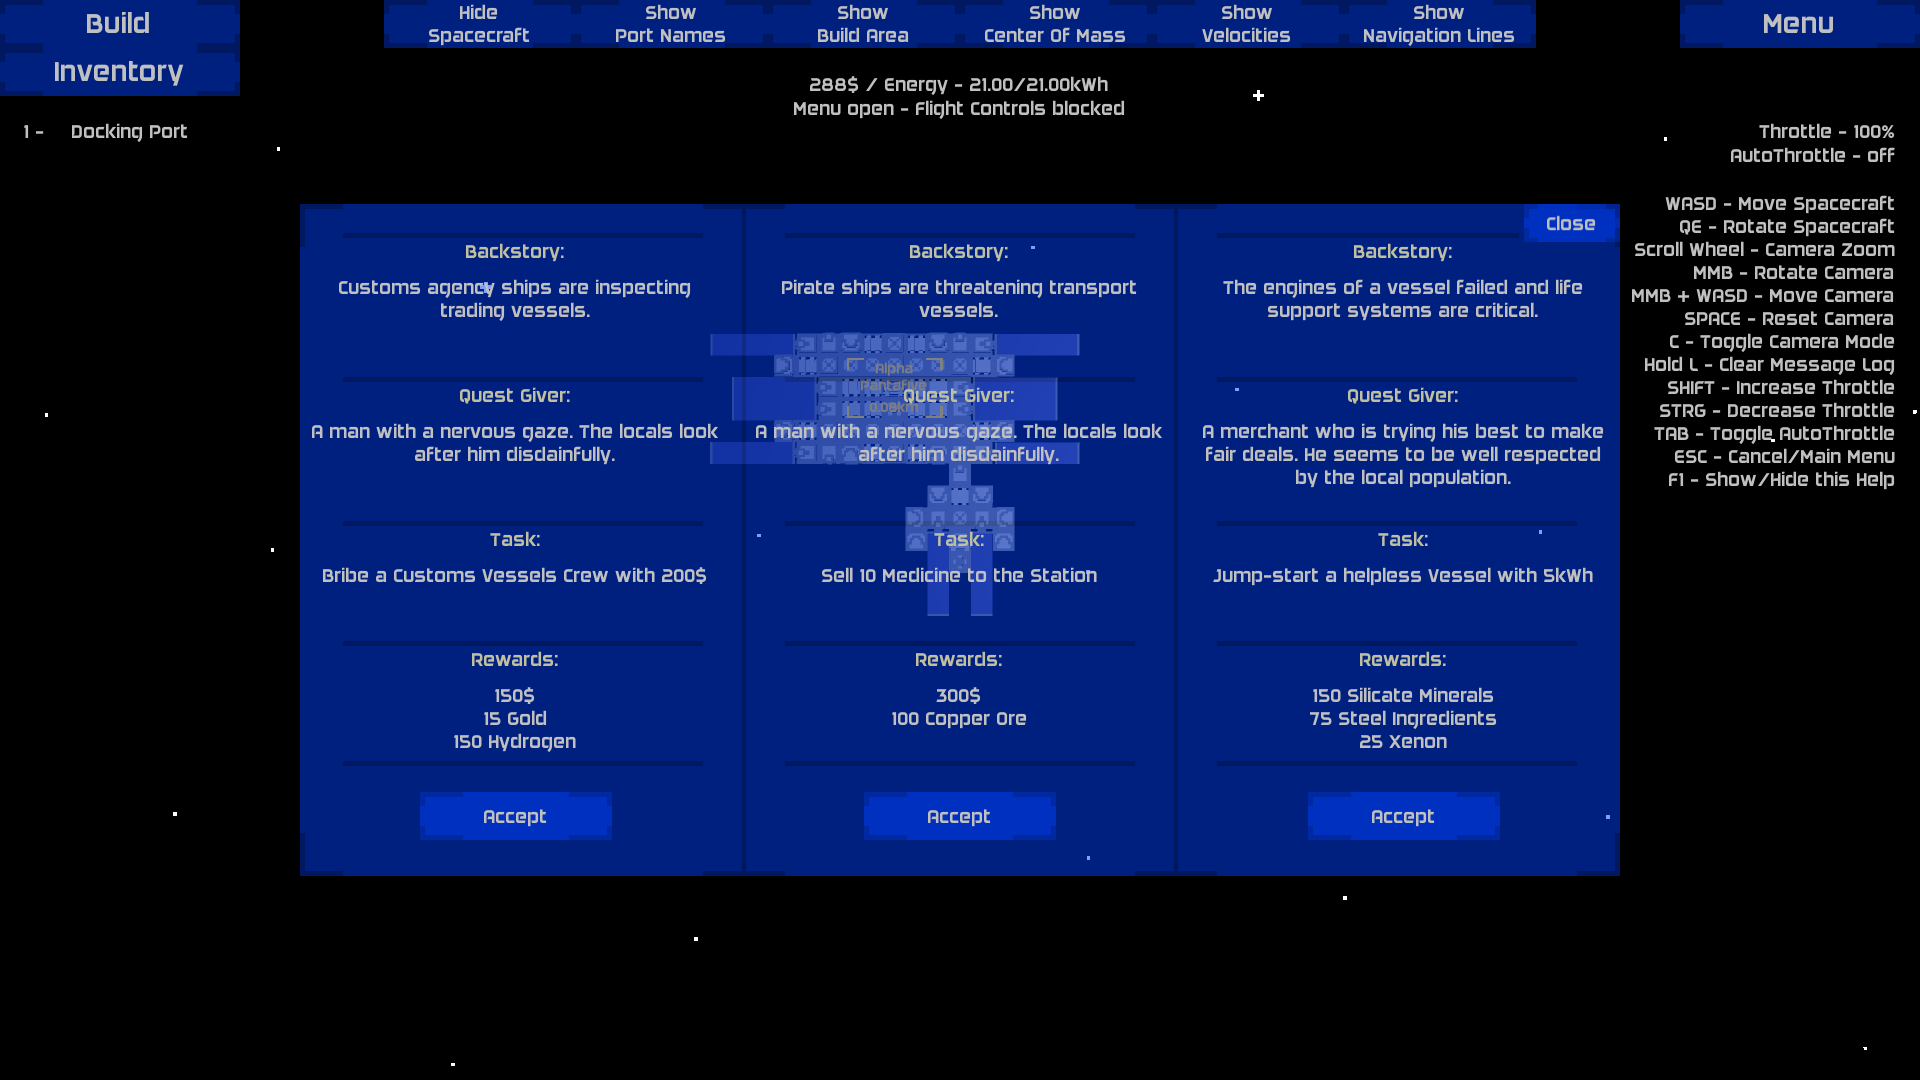 Build
Inventory
Hide
Spacecraft
Show
Port Names
Show
Build Area
Show
Center Of Mass
Show
Velocities
Show
Navigation Lines
Menu
288$ / Energy - 21.00/21.00kWh
Menu open - Flight Controls blocked
1 - Docking Port
Throttle - 100%
AutoThrottle - off
WASD - Move Spacecraft
QE - Rotate Spacecraft
Scroll Wheel - Camera Zoom
MMB - Rotate Camera
MMB + WASD - Move Camera
SPACE - Reset Camera
C - Toggle Camera Mode
Hold L - Clear Message Log
SHIFT - Increase Throttle
STRG - Decrease Throttle
TAB - Toggle AutoThrottle
ESC - Cancel/Main Menu
F1 - Show/Hide this Help
Close
Backstory:
Customs agency ships are inspecting
trading vessels.
Quest Giver:
A man with a nervous gaze. The locals look
after him disdainfully.
Task:
Bribe a Customs Vessels Crew with 200$
Rewards:
150$
15 Gold
150 Hydrogen
Accept
Backstory:
Pirate ships are threatening transport
vessels.
Alpha
Pantafive
0.09km
Quest Giver:
A man with a nervous gaze. The locals look
after him disdainfully.
Task:
Sell 10 Medicine to the Station
Rewards:
300$
100 Copper Ore
Accept
Backstory:
The engines of a vessel failed and life
support systems are critical.
Quest Giver:
A merchant who is trying his best to make
fair deals. He seems to be well respected
by the local population.
Task:
Jump-start a helpless Vessel with 5kWh
Rewards:
150 Silicate Minerals
75 Steel Ingredients
25 Xenon
Accept